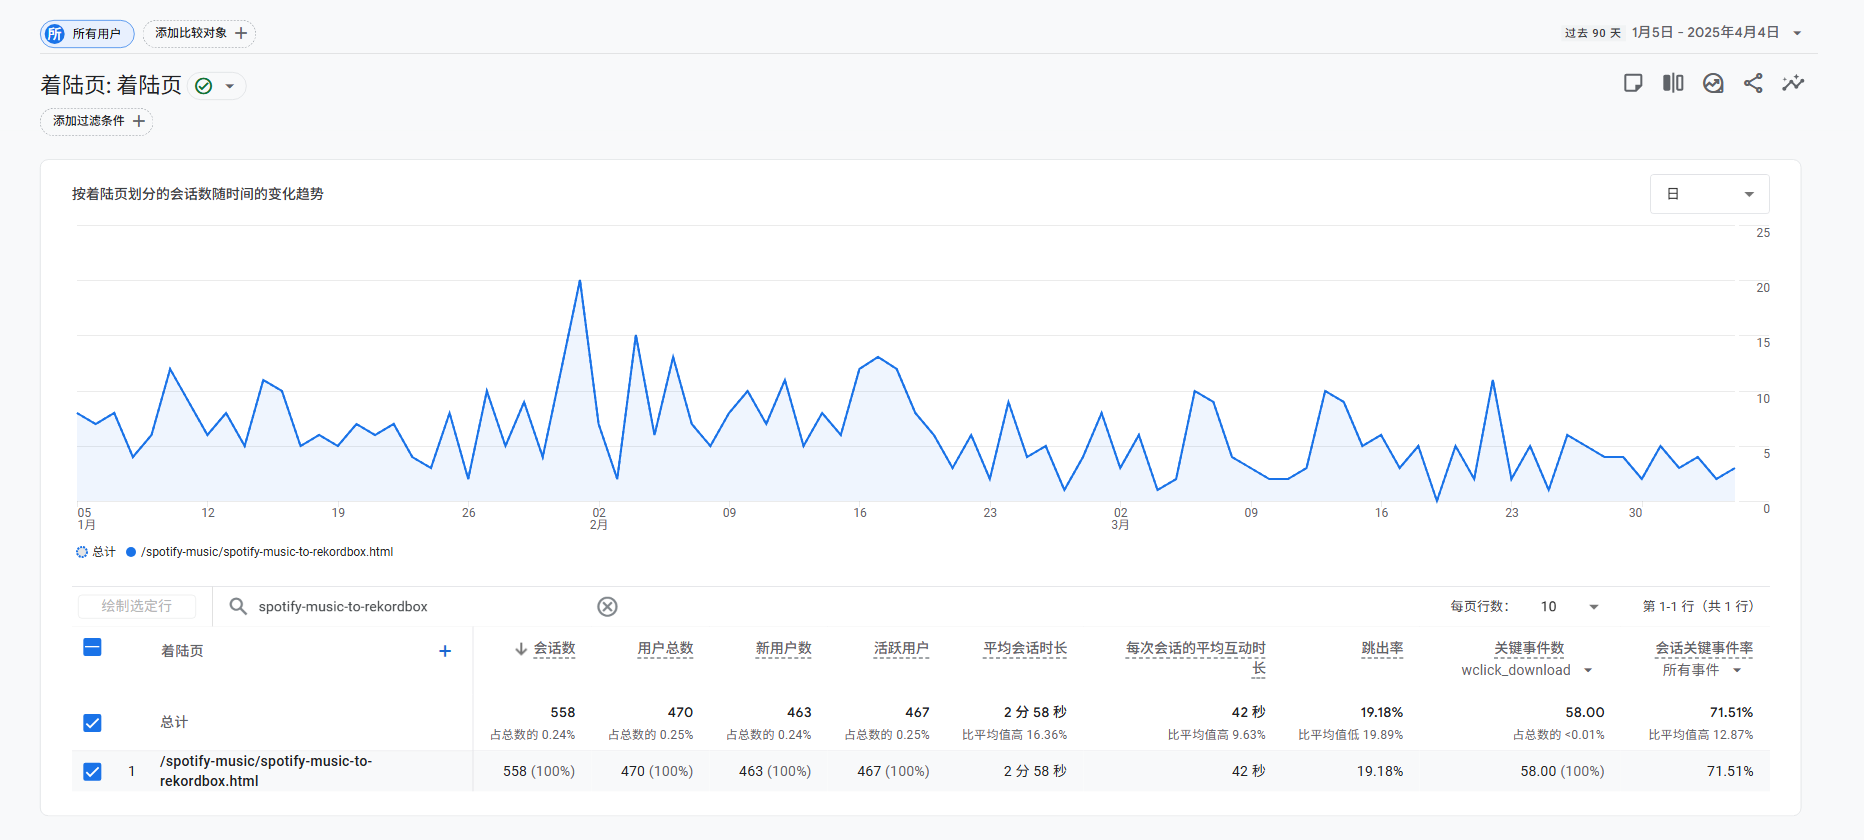 所 所有用户 添加比较对象 过去 90 天 1月5日 - 2025年4月4日
着陆页: 着陆页
添加过滤条件
按着陆页划分的会话数随时间的变化趋势 日
25
20
15
10
5
0
05 12 19 26 02 09 16 23 02 09 16 23 30
1月 2月 3月
总计 /spotify-music/spotify-music-to-rekordbox.html
绘制选定行 spotify-music-to-rekordbox 每页行数: 10 第 1-1 行（共 1 行）
着陆页 + 会话数 用户总数 新用户数 活跃用户 平均会话时长 每次会话的平均互动时 跳出率 关键事件数 会话关键事件率
长 wclick_download 所有事件
总计 558 470 463 467 2 分 58 秒 42 秒 19.18% 58.00 71.51%
占总数的 0.24% 占总数的 0.25% 占总数的 0.24% 占总数的 0.25% 比平均值高 16.36% 比平均值高 9.63% 比平均值低 19.89% 占总数的 <0.01% 比平均值高 12.87%
1 /spotify-music/spotify-music-to- 558 (100%) 470 (100%) 463 (100%) 467 (100%) 2 分 58 秒 42 秒 19.18% 58.00 (100%) 71.51%
rekordbox.html